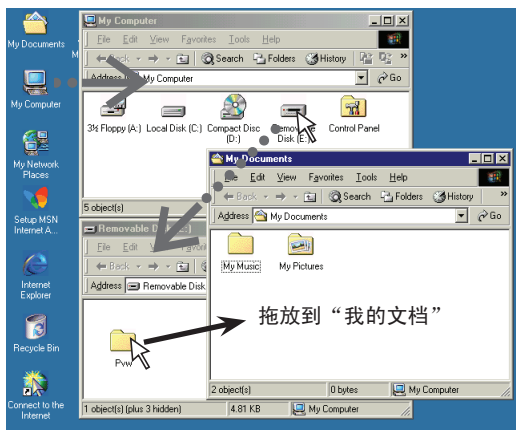 My Documents
My Computer
My Network
Places
Setup MSN
Internet A...
Internet
Explorer
Recycle Bin
Connect to the
Internet
My Computer
File Edit View Favorites Tools Help
Back Search Folders History »
Address My Computer Go
3½ Floppy (A:) Local Disk (C:) Compact Disc
(D:) Removable
Disk (E:) Control Panel
5 object(s)
My Documents
File Edit View Favorites Tools Help
Back Search Folders History »
Address My Documents Go
My Music My Pictures
拖放到“我的文档”
2 object(s) 0 bytes My Computer
Removable Disk (E:)
File Edit
Back
Address Removable Disk
Pvw
1 object(s) (plus 3 hidden) 4.81 KB My Computer